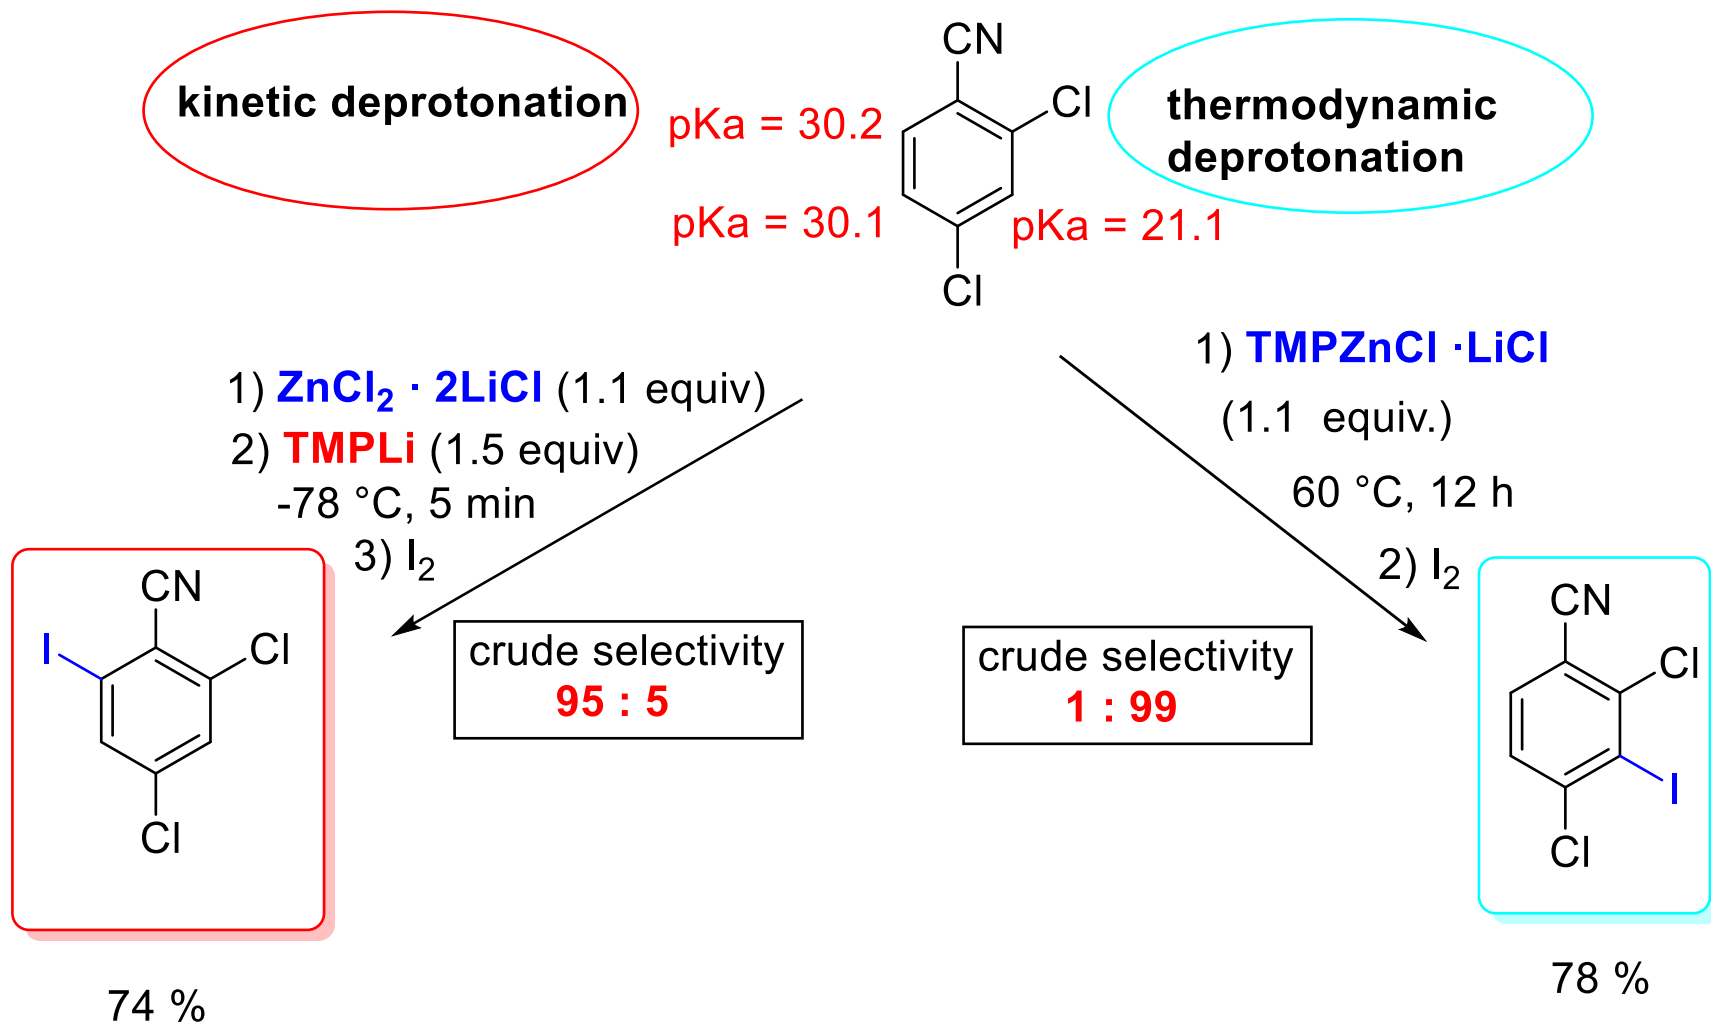 kinetic deprotonation
CN
Cl
pKa = 30.2
pKa = 30.1
pKa = 21.1
Cl
thermodynamic
deprotonation
1) ZnCl₂ · 2LiCl (1.1 equiv)
2) TMPLi (1.5 equiv)
-78 °C, 5 min
3) I₂
1) TMPZnCl ·LiCl
(1.1 equiv.)
60 °C, 12 h
2) I₂
CN
I
Cl
Cl
74 %
crude selectivity
95 : 5
crude selectivity
1 : 99
CN
Cl
I
Cl
78 %